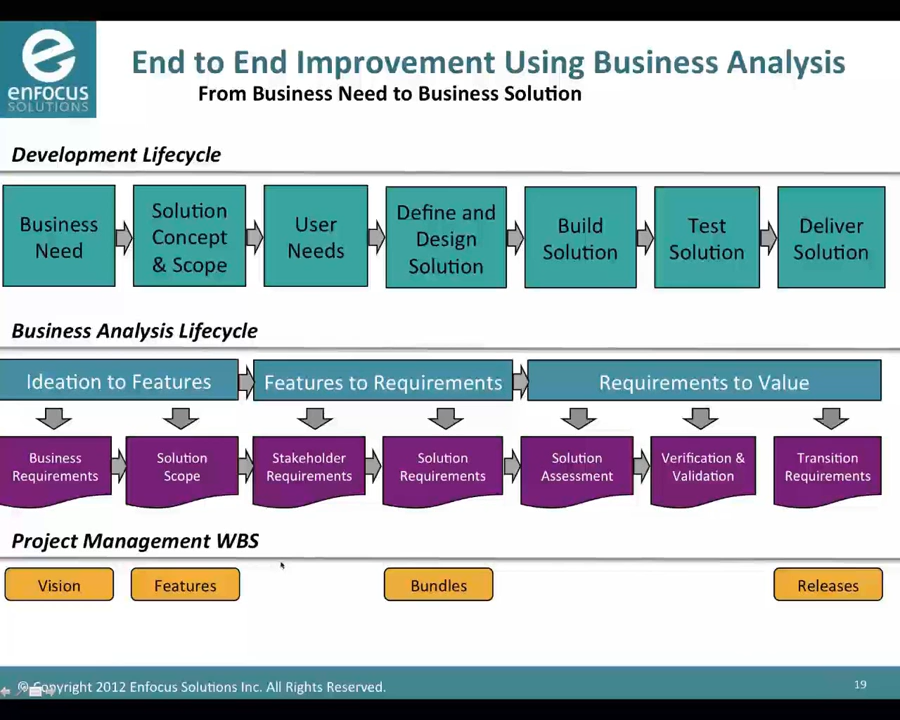 enfocus
SOLUTIONS
End to End Improvement Using Business Analysis
From Business Need to Business Solution
Development Lifecycle
Business
Need
Solution
Concept
& Scope
User
Needs
Define and
Design
Solution
Build
Solution
Test
Solution
Deliver
Solution
Business Analysis Lifecycle
Ideation to Features
Features to Requirements
Requirements to Value
Business
Requirements
Solution
Scope
Stakeholder
Requirements
Solution
Requirements
Solution
Assessment
Verification &
Validation
Transition
Requirements
Project Management WBS
Vision
Features
Bundles
Releases
© Copyright 2012 Enfocus Solutions Inc. All Rights Reserved.
19